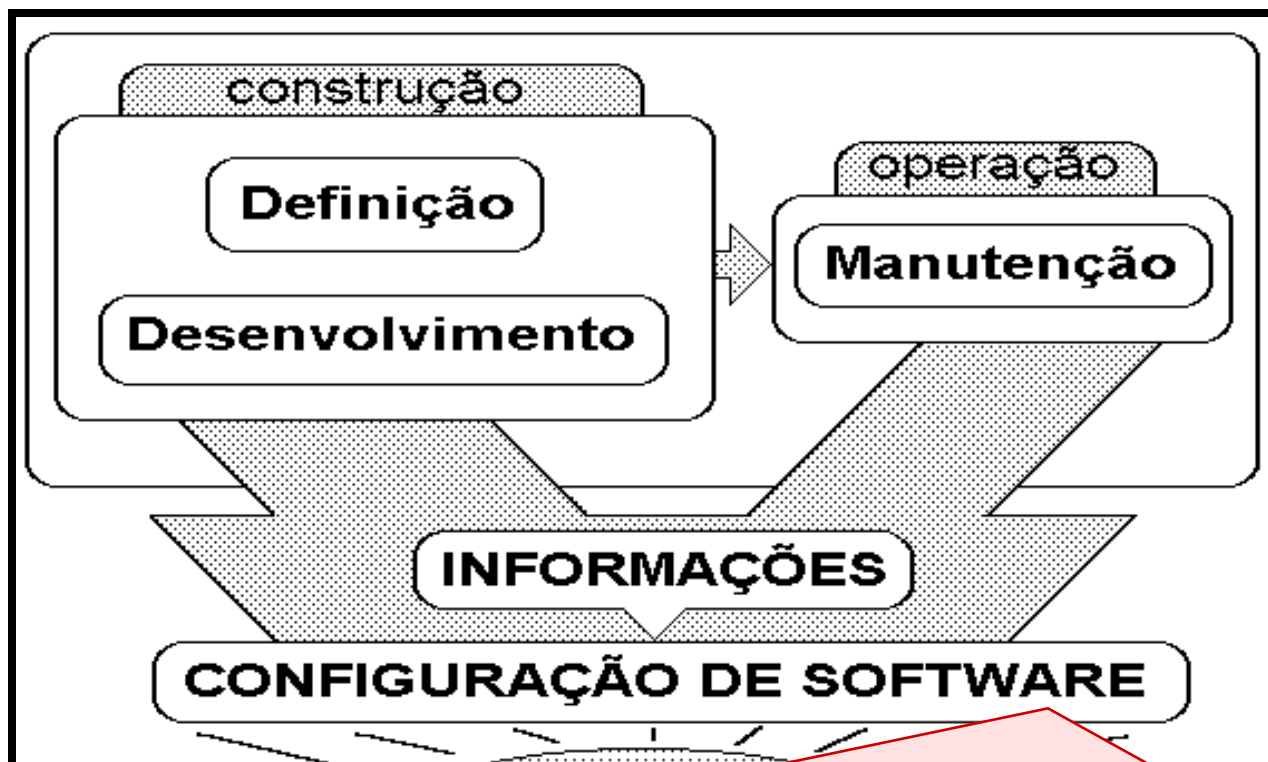 construção
operação
Definição
Manutenção
Desenvolvimento
INFORMAÇÕES
CONFIGURAÇÃO DE SOFTWARE